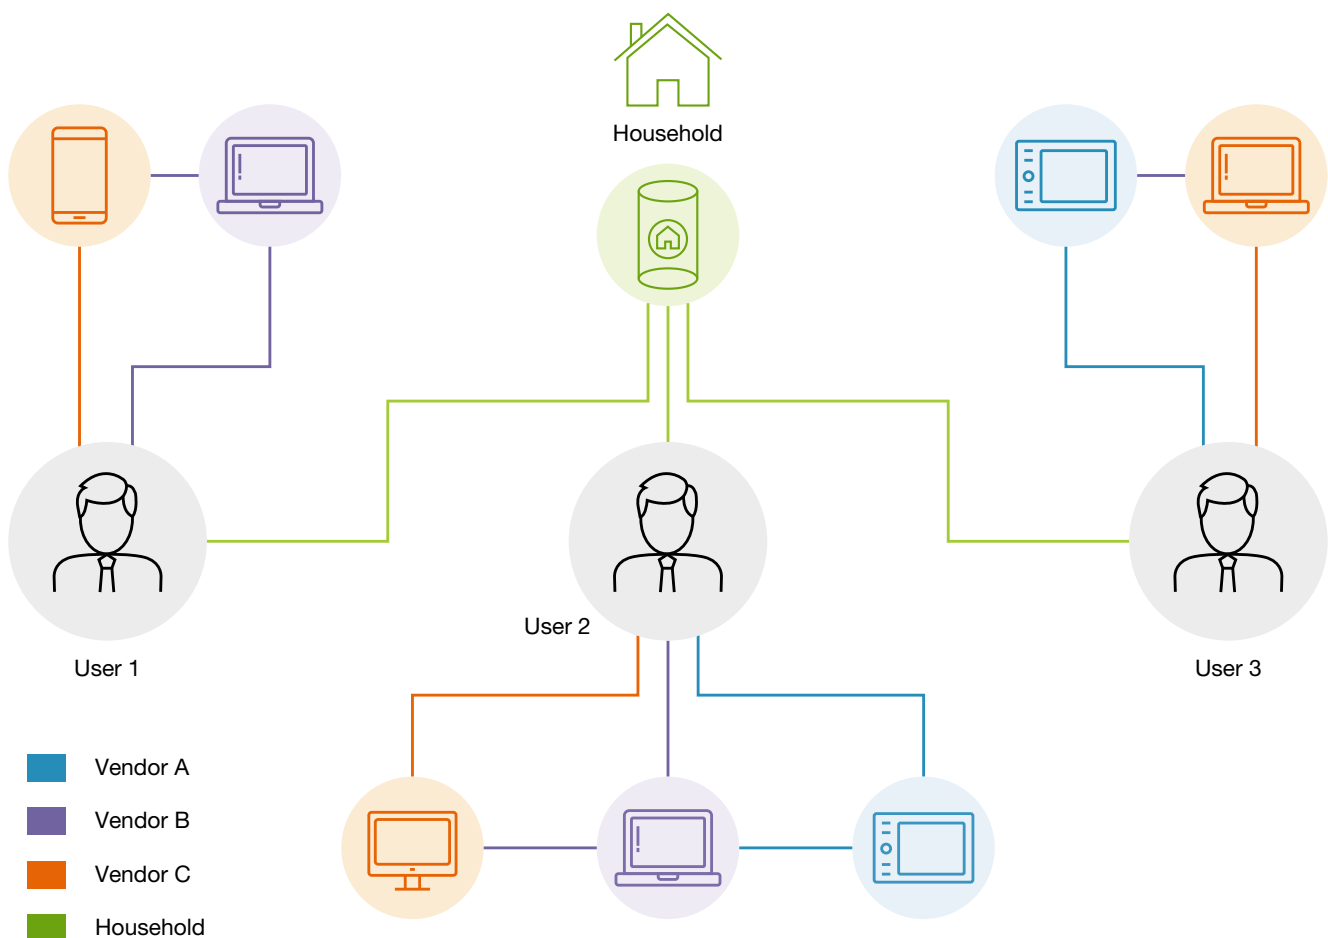 Household
User 2
User 1
User 3
Vendor A
Vendor B
Vendor C
Household